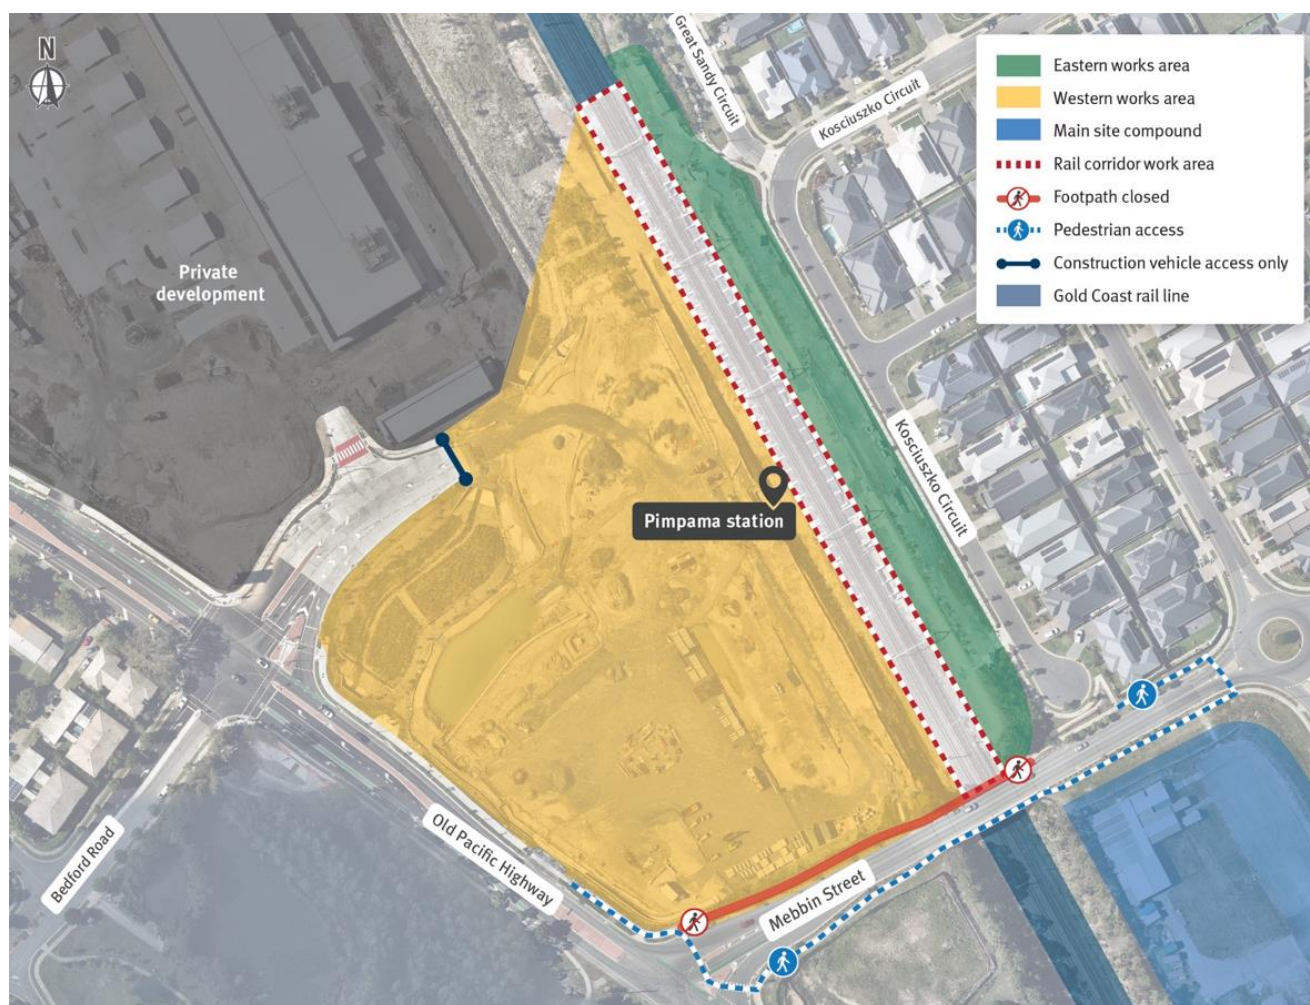 N
Great Sandy Circuit
Kosciuszko Circuit
Eastern works area
Western works area
Main site compound
Rail corridor work area
Footpath closed
Pedestrian access
Construction vehicle access only
Gold Coast rail line
Private
development
Kosciuszko Circuit
Pimpama station
Bedford Road
Old Pacific Highway
Mebbin Street